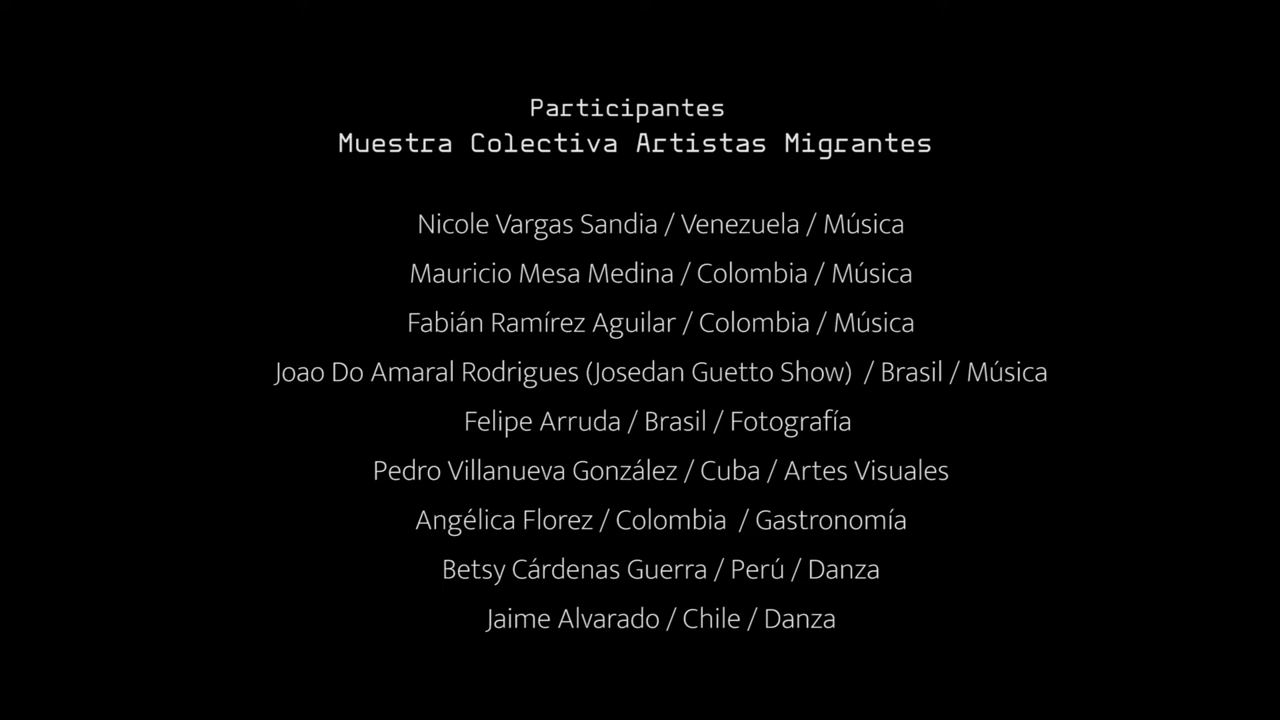 Participantes
Muestra Colectiva Artistas Migrantes
Nicole Vargas Sandia / Venezuela / Música
Mauricio Mesa Medina / Colombia / Música
Fabián Ramírez Aguilar / Colombia / Música
Joao Do Amaral Rodrigues (Josedan Guetto Show) / Brasil / Música
Felipe Arruda / Brasil / Fotografía
Pedro Villanueva González / Cuba / Artes Visuales
Angélica Florez / Colombia / Gastronomía
Betsy Cárdenas Guerra / Perú / Danza
Jaime Alvarado / Chile / Danza